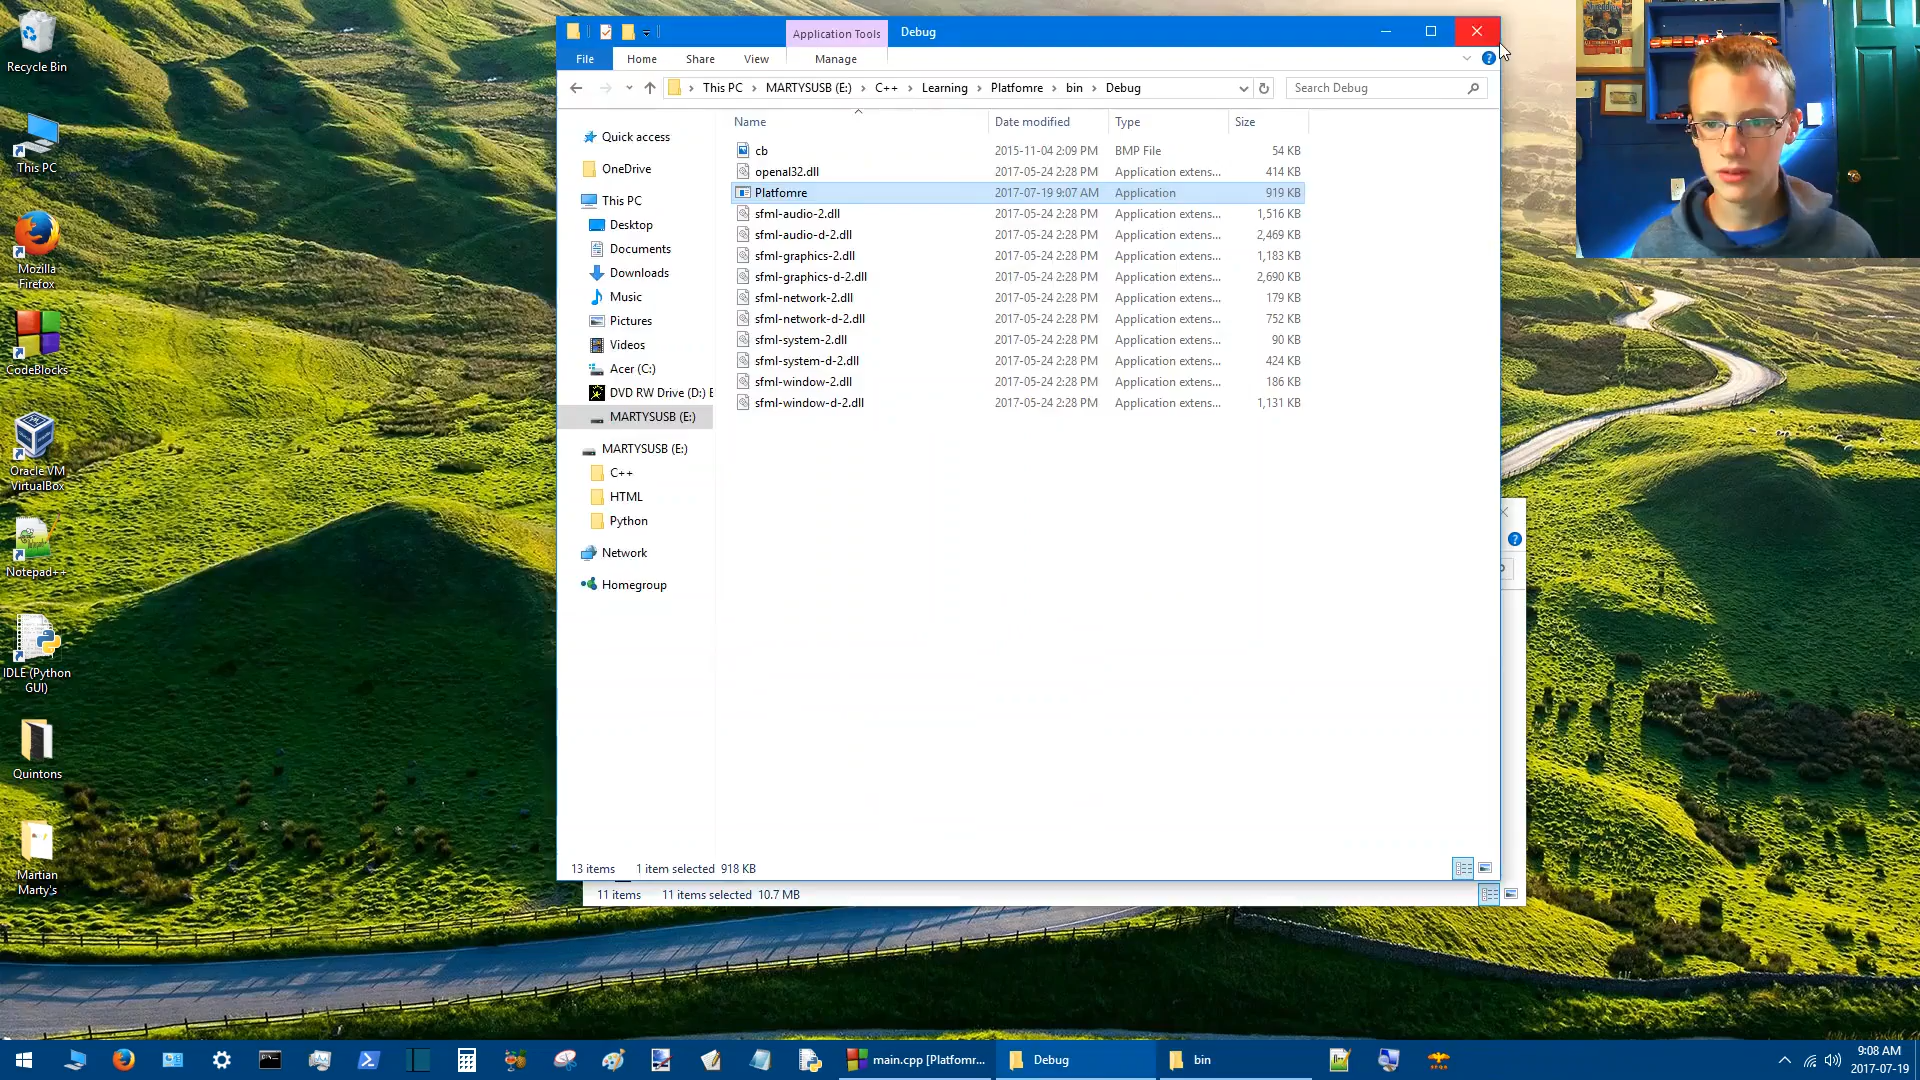 Recycle Bin
This PC
Mozilla
Firefox
CodeBlocks
Oracle VM
VirtualBox
Notepad++
IDLE (Python
GUI)
Quintons
Martian
Marty's
Application Tools
Debug
File
Home
Share
View
Manage
This PC
MARTYSUSB (E:)
C++
Learning
Platfomre
bin
Debug
Search Debug
Quick access
OneDrive
This PC
Desktop
Documents
Downloads
Music
Pictures
Videos
Acer (C:)
DVD RW Drive (D:) E
MARTYSUSB (E:)
MARTYSUSB (E:)
C++
HTML
Python
Network
Homegroup
Name Date modified Type Size
cb 2015-11-04 2:09 PM BMP File 54 KB
openal32.dll 2017-05-24 2:28 PM Application extens... 414 KB
Platfomre 2017-07-19 9:07 AM Application 919 KB
sfml-audio-2.dll 2017-05-24 2:28 PM Application extens... 1,516 KB
sfml-audio-d-2.dll 2017-05-24 2:28 PM Application extens... 2,469 KB
sfml-graphics-2.dll 2017-05-24 2:28 PM Application extens... 1,183 KB
sfml-graphics-d-2.dll 2017-05-24 2:28 PM Application extens... 2,690 KB
sfml-network-2.dll 2017-05-24 2:28 PM Application extens... 179 KB
sfml-network-d-2.dll 2017-05-24 2:28 PM Application extens... 752 KB
sfml-system-2.dll 2017-05-24 2:28 PM Application extens... 90 KB
sfml-system-d-2.dll 2017-05-24 2:28 PM Application extens... 424 KB
sfml-window-2.dll 2017-05-24 2:28 PM Application extens... 186 KB
sfml-window-d-2.dll 2017-05-24 2:28 PM Application extens... 1,131 KB
13 items 1 item selected 918 KB
11 items 11 items selected 10.7 MB
main.cpp [Platfomr...
Debug
bin
9:08 AM
2017-07-19